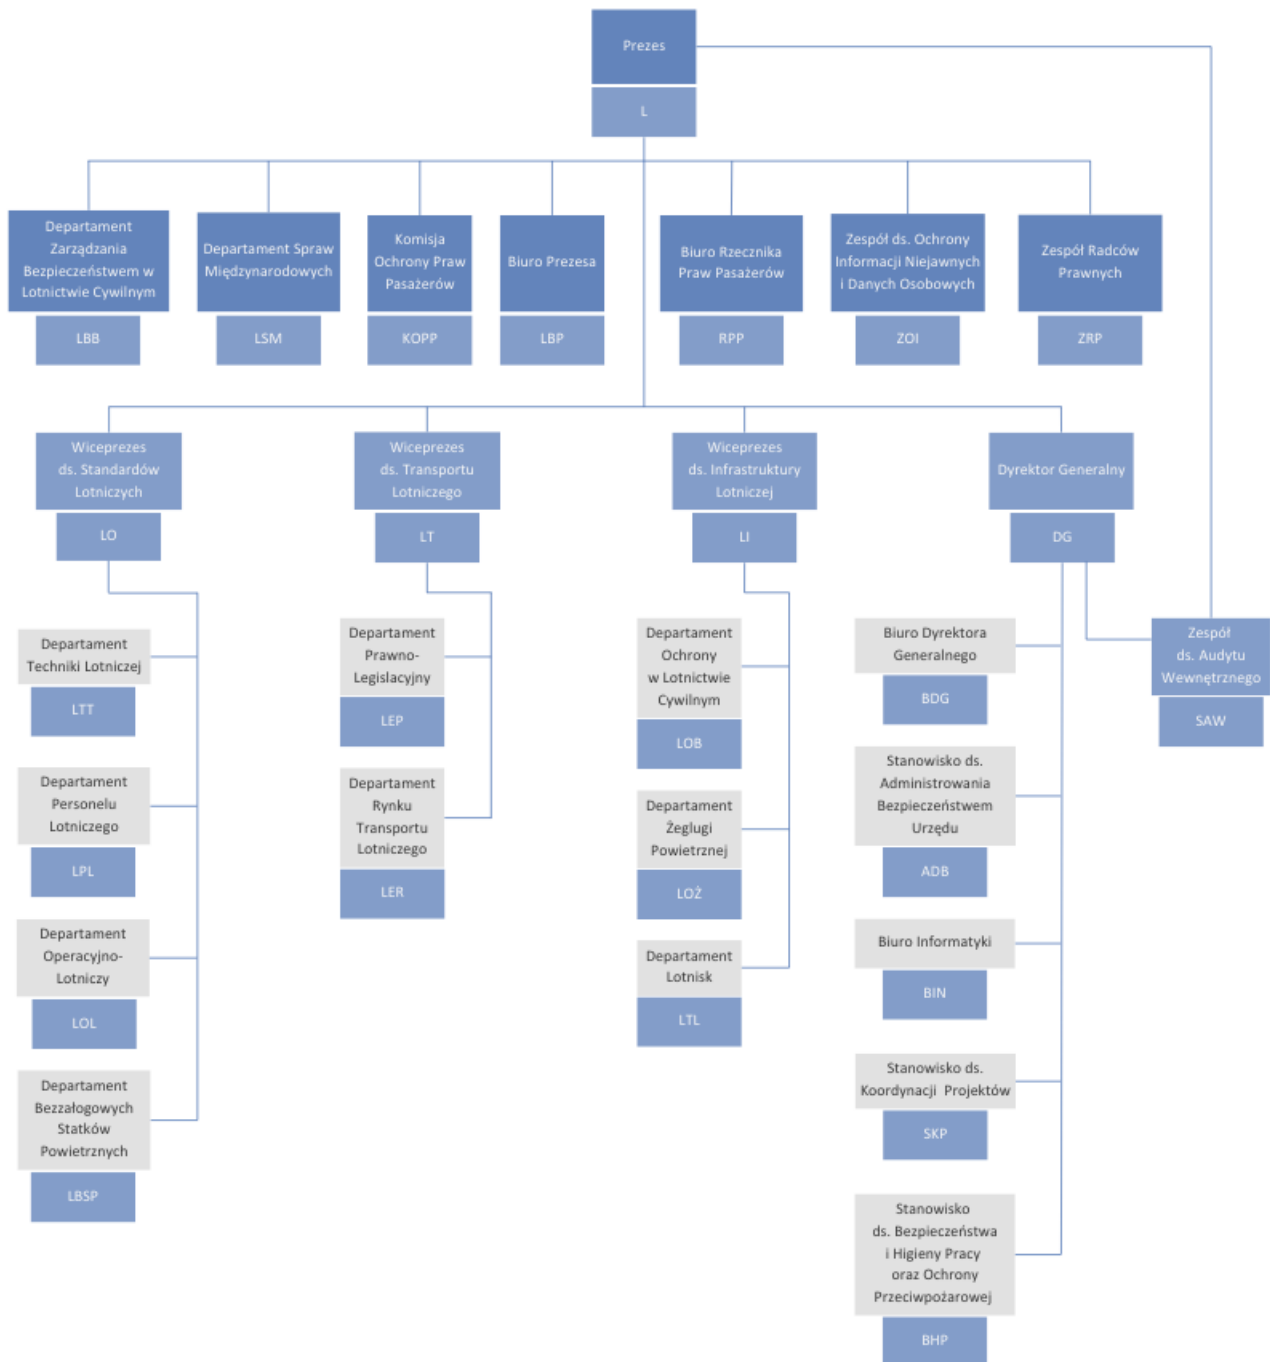 Prezes
L
Departament
Zarządzania
Bezpieczeństwem w
Lotnictwie Cywilnym
LBB
Departament Spraw
Międzynarodowych
LSM
Komisja
Ochrony Praw
Pasażerów
KOPP
Biuro Prezesa
LBP
Biuro Rzecznika
Praw Pasażerów
RPP
Zespół ds. Ochrony
Informacji Niejawnych
i Danych Osobowych
ZOI
Zespół Radców
Prawnych
ZRP
Wiceprezes
ds. Standardów
Lotniczych
LO
Departament
Techniki Lotniczej
LTT
Departament
Personelu
Lotniczego
LPL
Departament
Operacyjno-
Lotniczy
LOL
Departament
Bezzałogowych
Statków
Powietrznych
LBSP
Wiceprezes
ds. Transportu
Lotniczego
LT
Departament
Prawno-
Legislacyjny
LEP
Departament
Rynku
Transportu
Lotniczego
LER
Wiceprezes
ds. Infrastruktury
Lotniczej
LI
Departament
Ochrony
w Lotnictwie
Cywilnym
LOB
Departament
Żeglugi
Powietrznej
LOŻ
Departament
Lotnisk
LTL
Dyrektor Generalny
DG
Biuro Dyrektora
Generalnego
BDG
Stanowisko ds.
Administrowania
Bezpieczeństwem
Urzędu
ADB
Biuro Informatyki
BIN
Stanowisko ds.
Koordynacji Projektów
SKP
Stanowisko
ds. Bezpieczeństwa
i Higieny Pracy
oraz Ochrony
Przeciwpożarowej
BHP
Zespół
ds. Audytu
Wewnętrznego
SAW